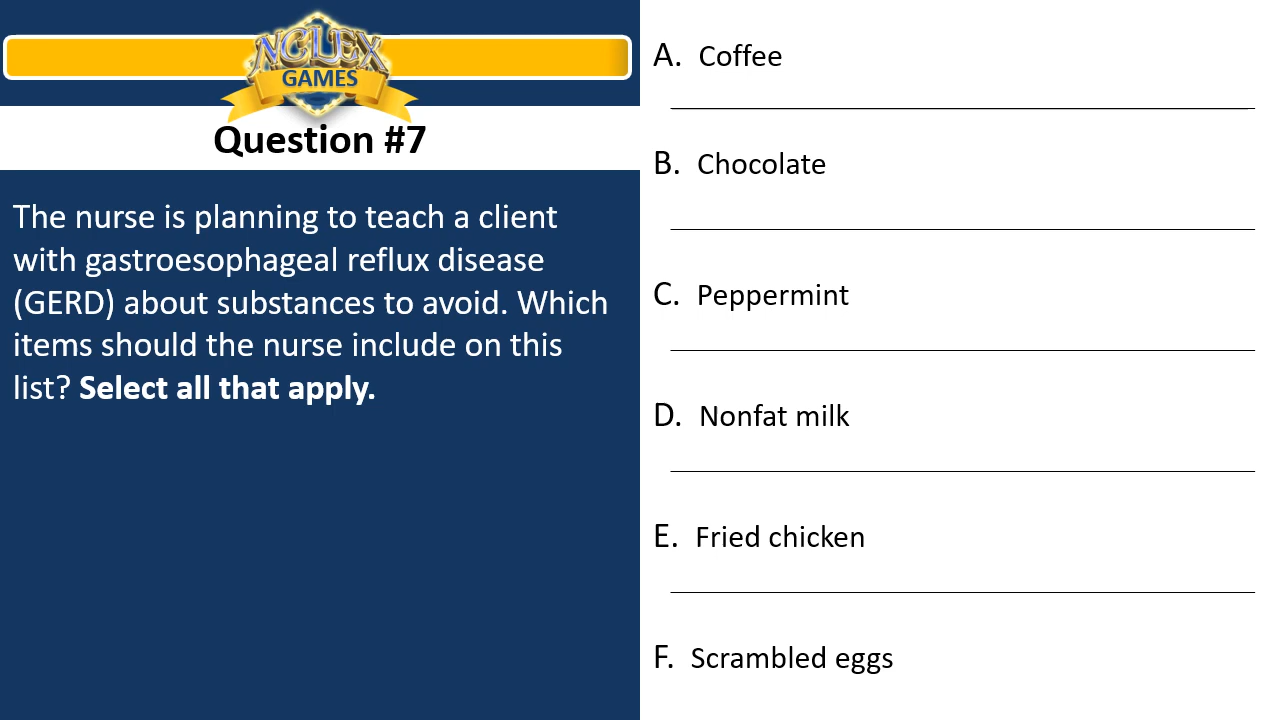 NCLEX
GAMES
Question #7
The nurse is planning to teach a client
with gastroesophageal reflux disease
(GERD) about substances to avoid. Which
items should the nurse include on this
list? Select all that apply.
A. Coffee
B. Chocolate
C. Peppermint
D. Nonfat milk
E. Fried chicken
F. Scrambled eggs